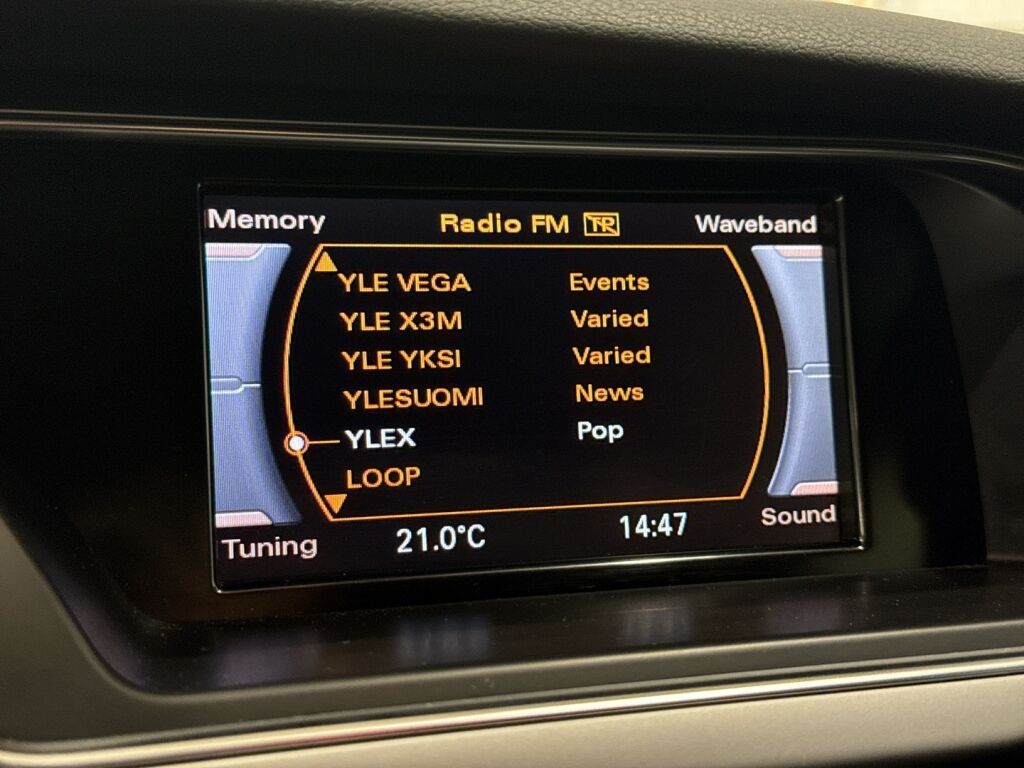 Memory Radio FM TP Waveband
YLE VEGA Events
YLE X3M Varied
YLE YKSI Varied
YLESUOMI News
YLEX Pop
LOOP
Tuning 21.0°C 14:47 Sound